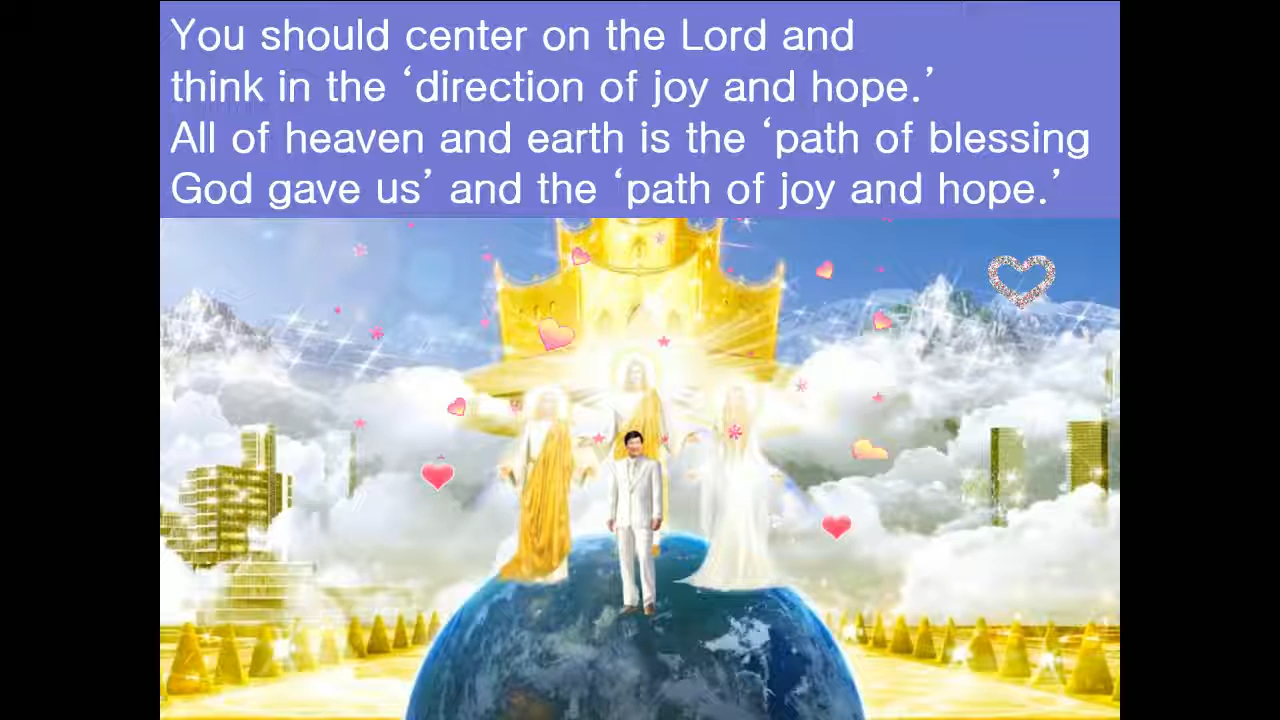 You should center on the Lord and
think in the ‘direction of joy and hope.’
All of heaven and earth is the ‘path of blessing
God gave us’ and the ‘path of joy and hope.’